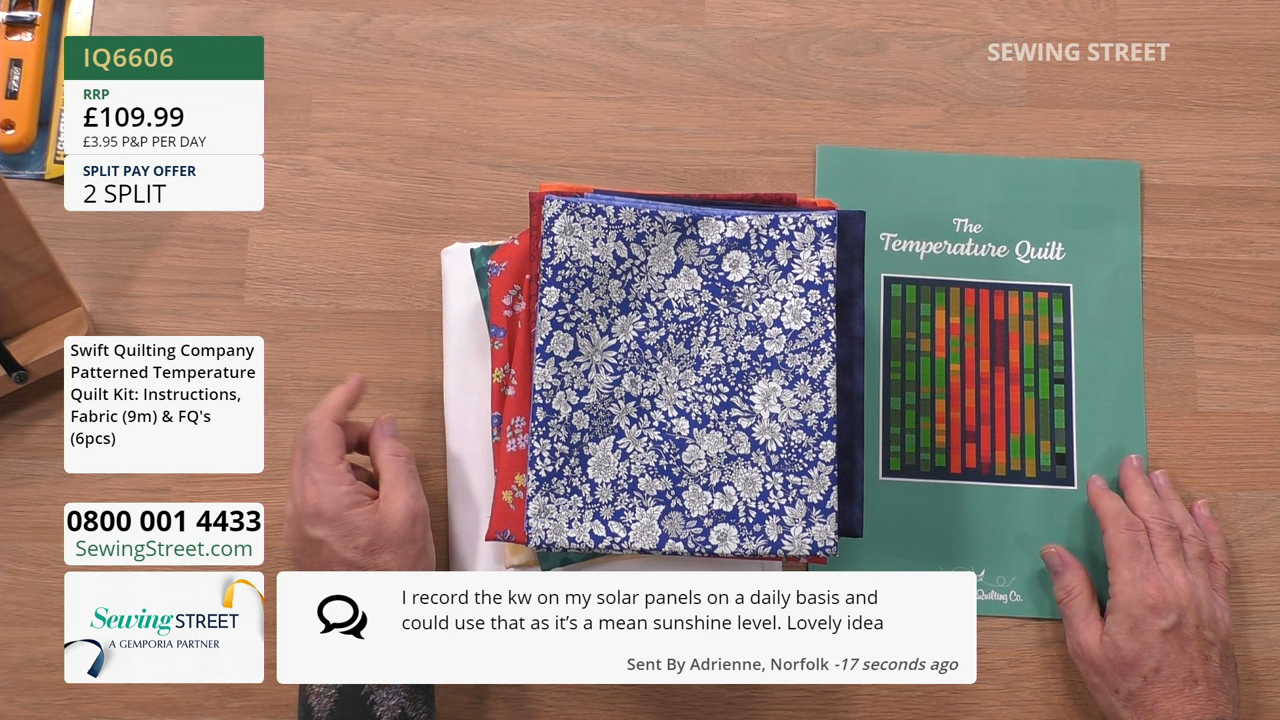 IQ6606
RRP
£109.99
£3.95 P&P PER DAY
SPLIT PAY OFFER
2 SPLIT
SEWING STREET
The
Temperature Quilt
Quilting Co.
Swift Quilting Company
Patterned Temperature
Quilt Kit: Instructions,
Fabric (9m) & FQ's
(6pcs)
0800 001 4433
SewingStreet.com
Sewing STREET
A GEMPORIA PARTNER
I record the kw on my solar panels on a daily basis and
could use that as it’s a mean sunshine level. Lovely idea
Sent By Adrienne, Norfolk -17 seconds ago